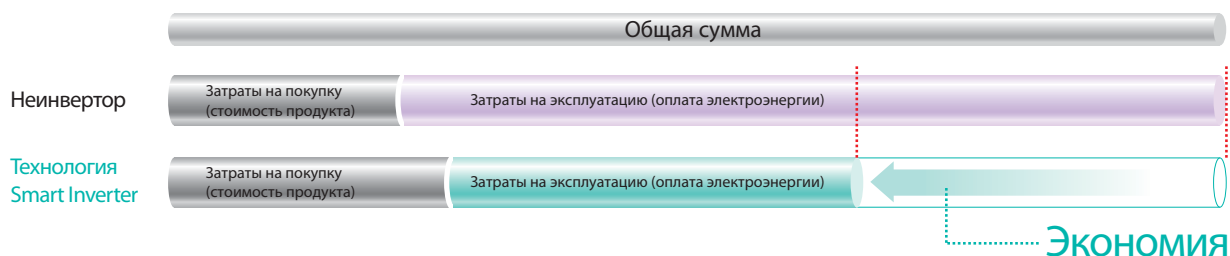 Общая сумма
Неинвертор
Затраты на покупку
(стоимость продукта)
Затраты на эксплуатацию (оплата электроэнергии)
Технология
Smart Inverter
Затраты на покупку
(стоимость продукта)
Затраты на эксплуатацию (оплата электроэнергии)
Экономия